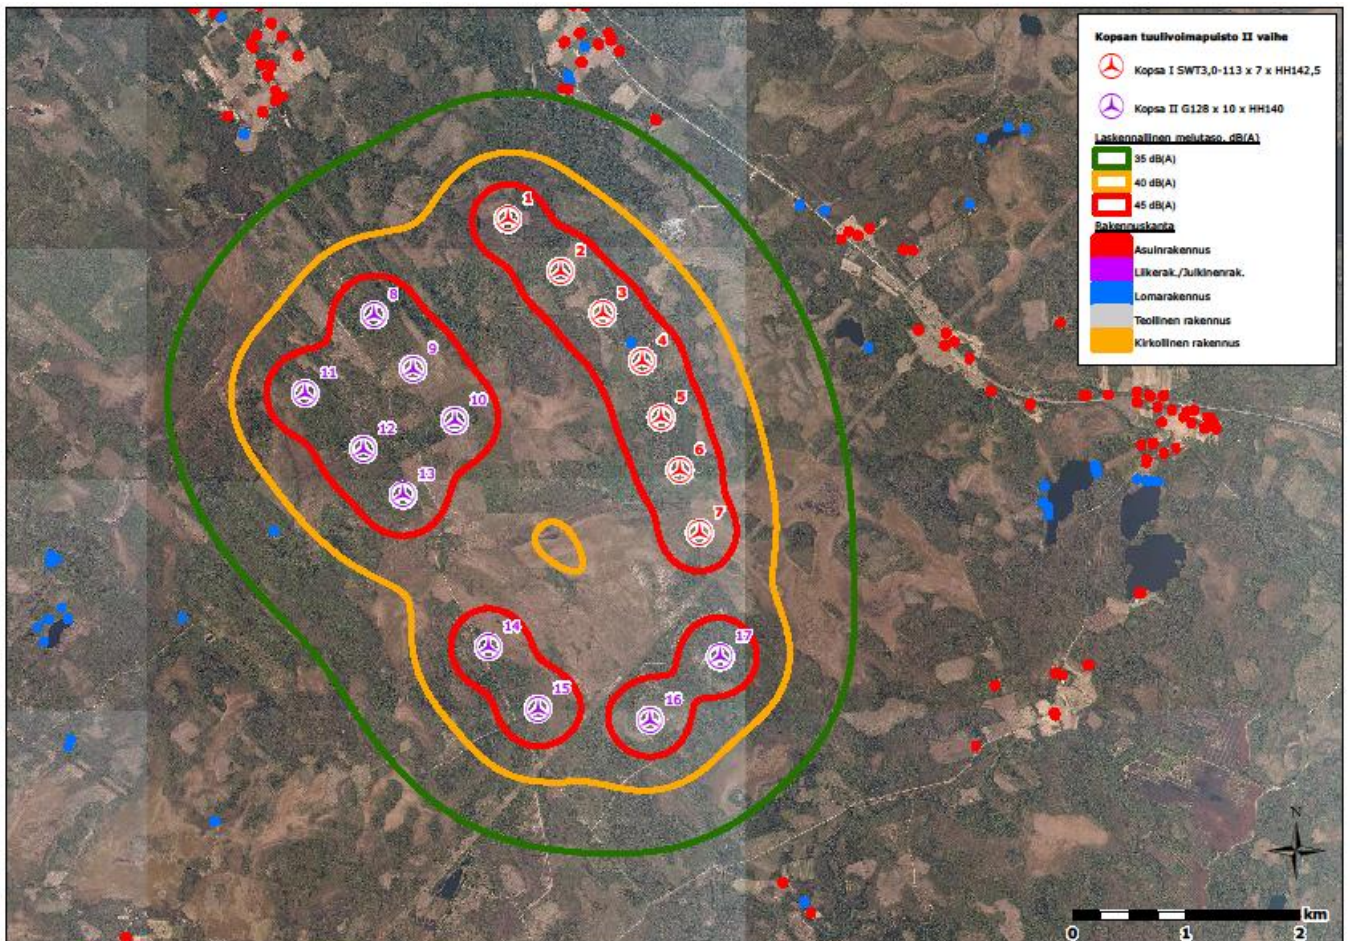 Kopsan tuulivoimapuisto II vaihe
Kopsa I SWT3,0-113 x 7 x HH142,5
Kopsa II G128 x 10 x HH140
Laskennallinen melutaso, dB(A)
35 dB(A)
40 dB(A)
45 dB(A)
Rakennuskanta
Asuinrakennus
Liikerak./Julkinenrak.
Lomarakennus
Teollinen rakennus
Kirkollinen rakennus
1
2
3
4
5
6
7
8
9
10
11
12
13
14
15
16
17
N
km
0 1 2